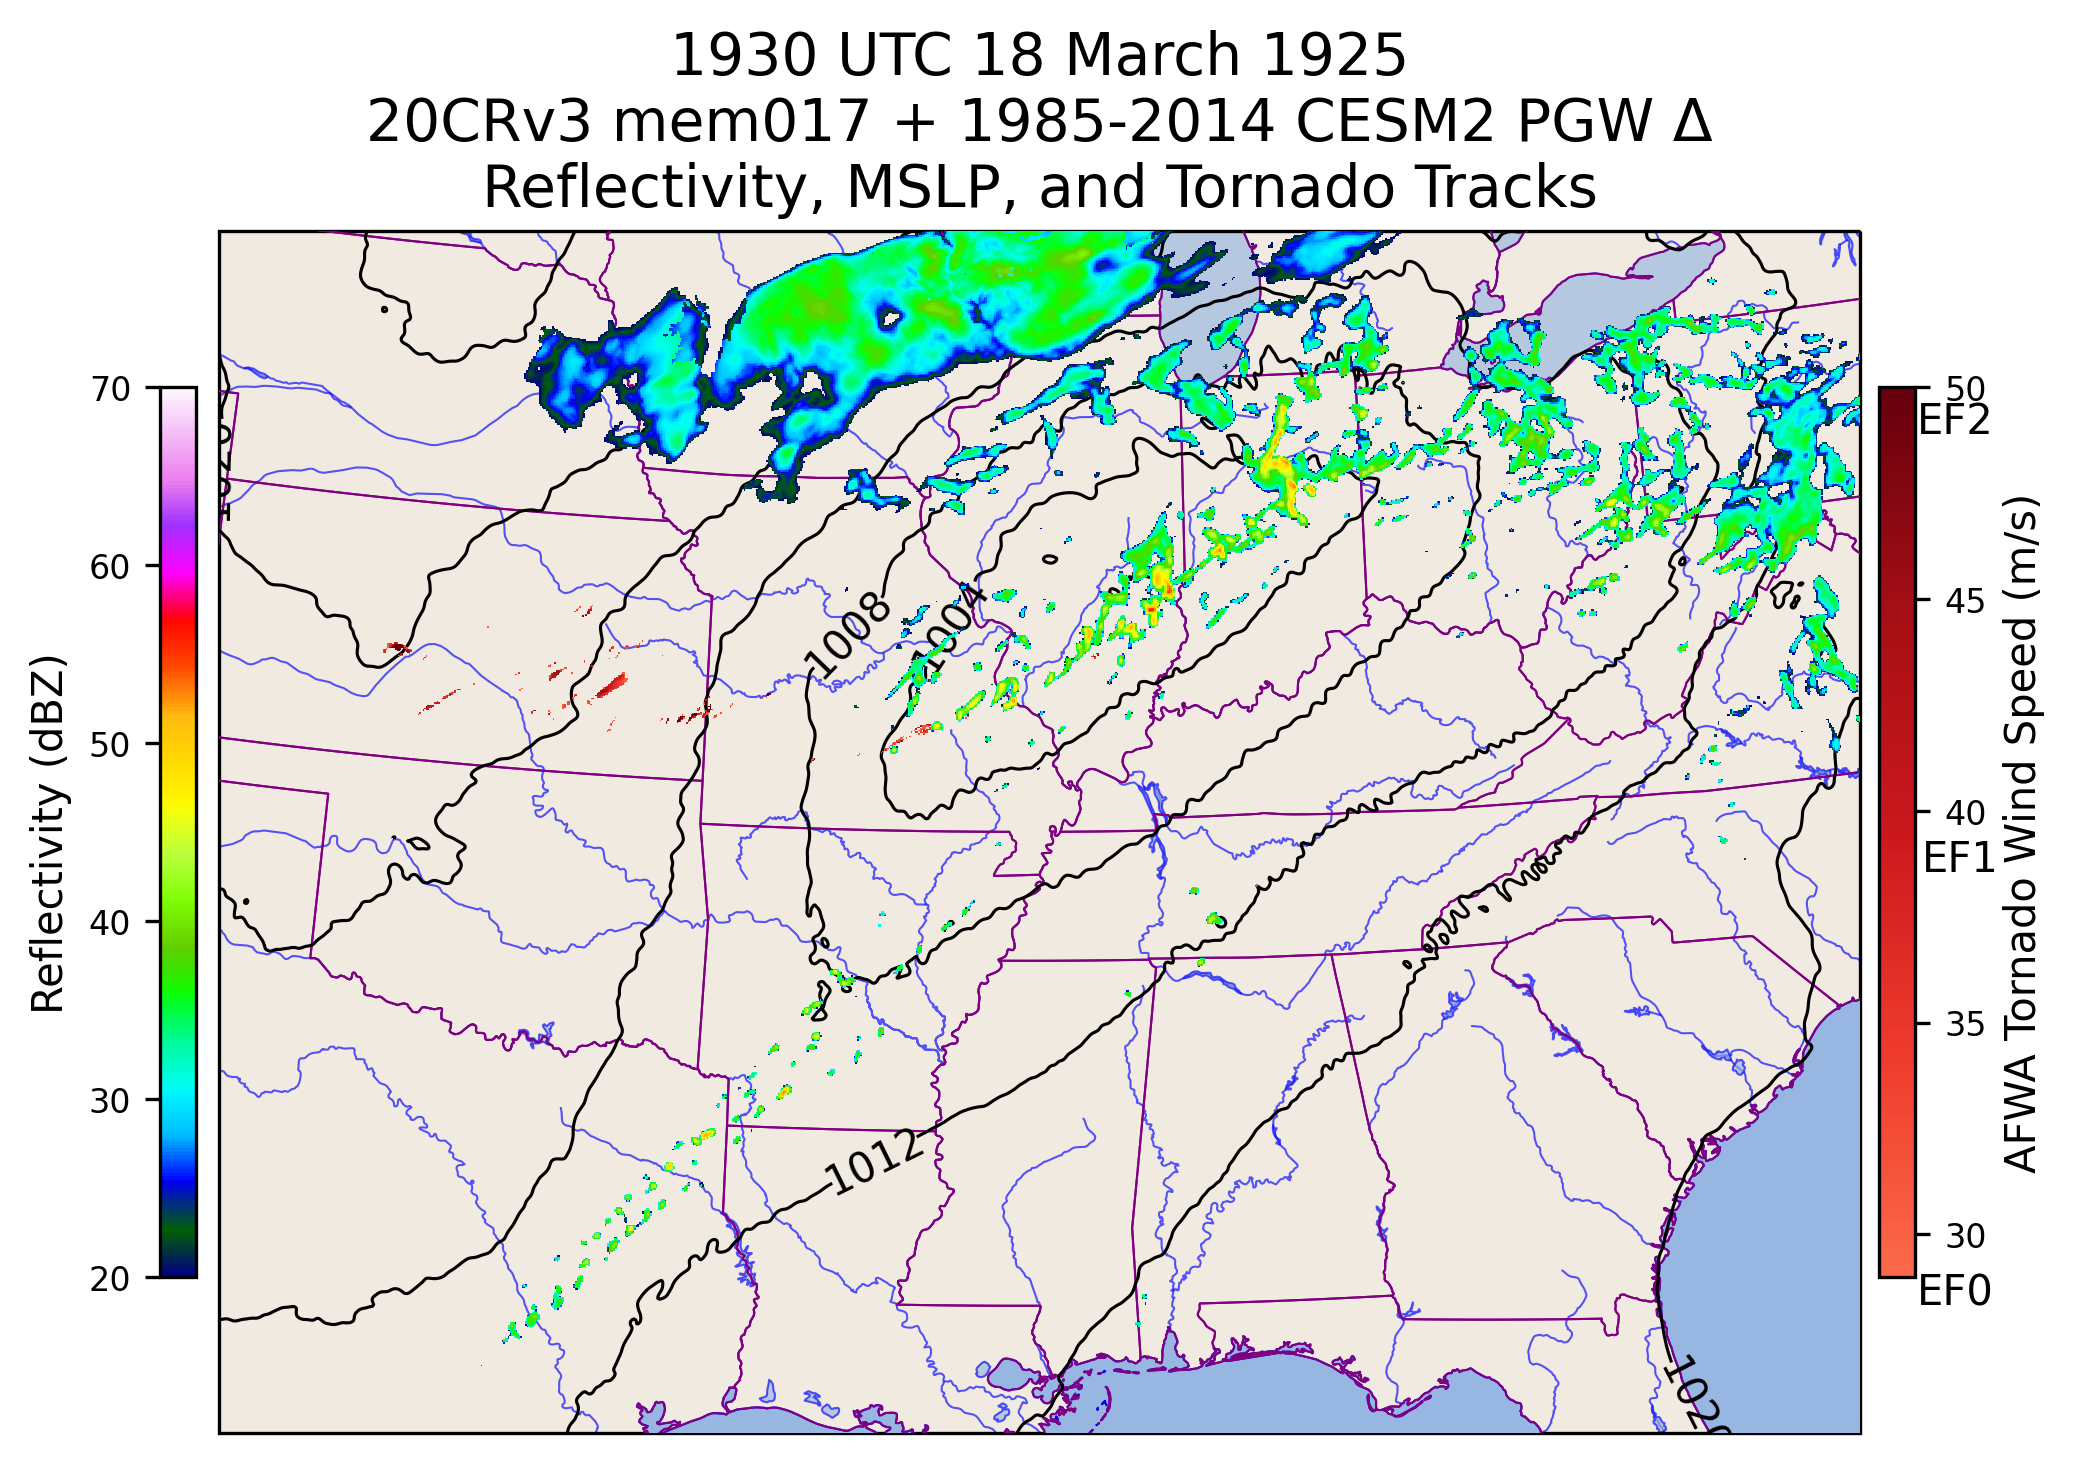 1930 UTC 18 March 1925
20CRv3 mem017 + 1985-2014 CESM2 PGW Δ
Reflectivity, MSLP, and Tornado Tracks
70
60
50
40
30
20
Reflectivity (dBZ)
1008
1004
1012
1020
50
EF2
45
40
EF1
35
30
EF0
AFWA Tornado Wind Speed (m/s)